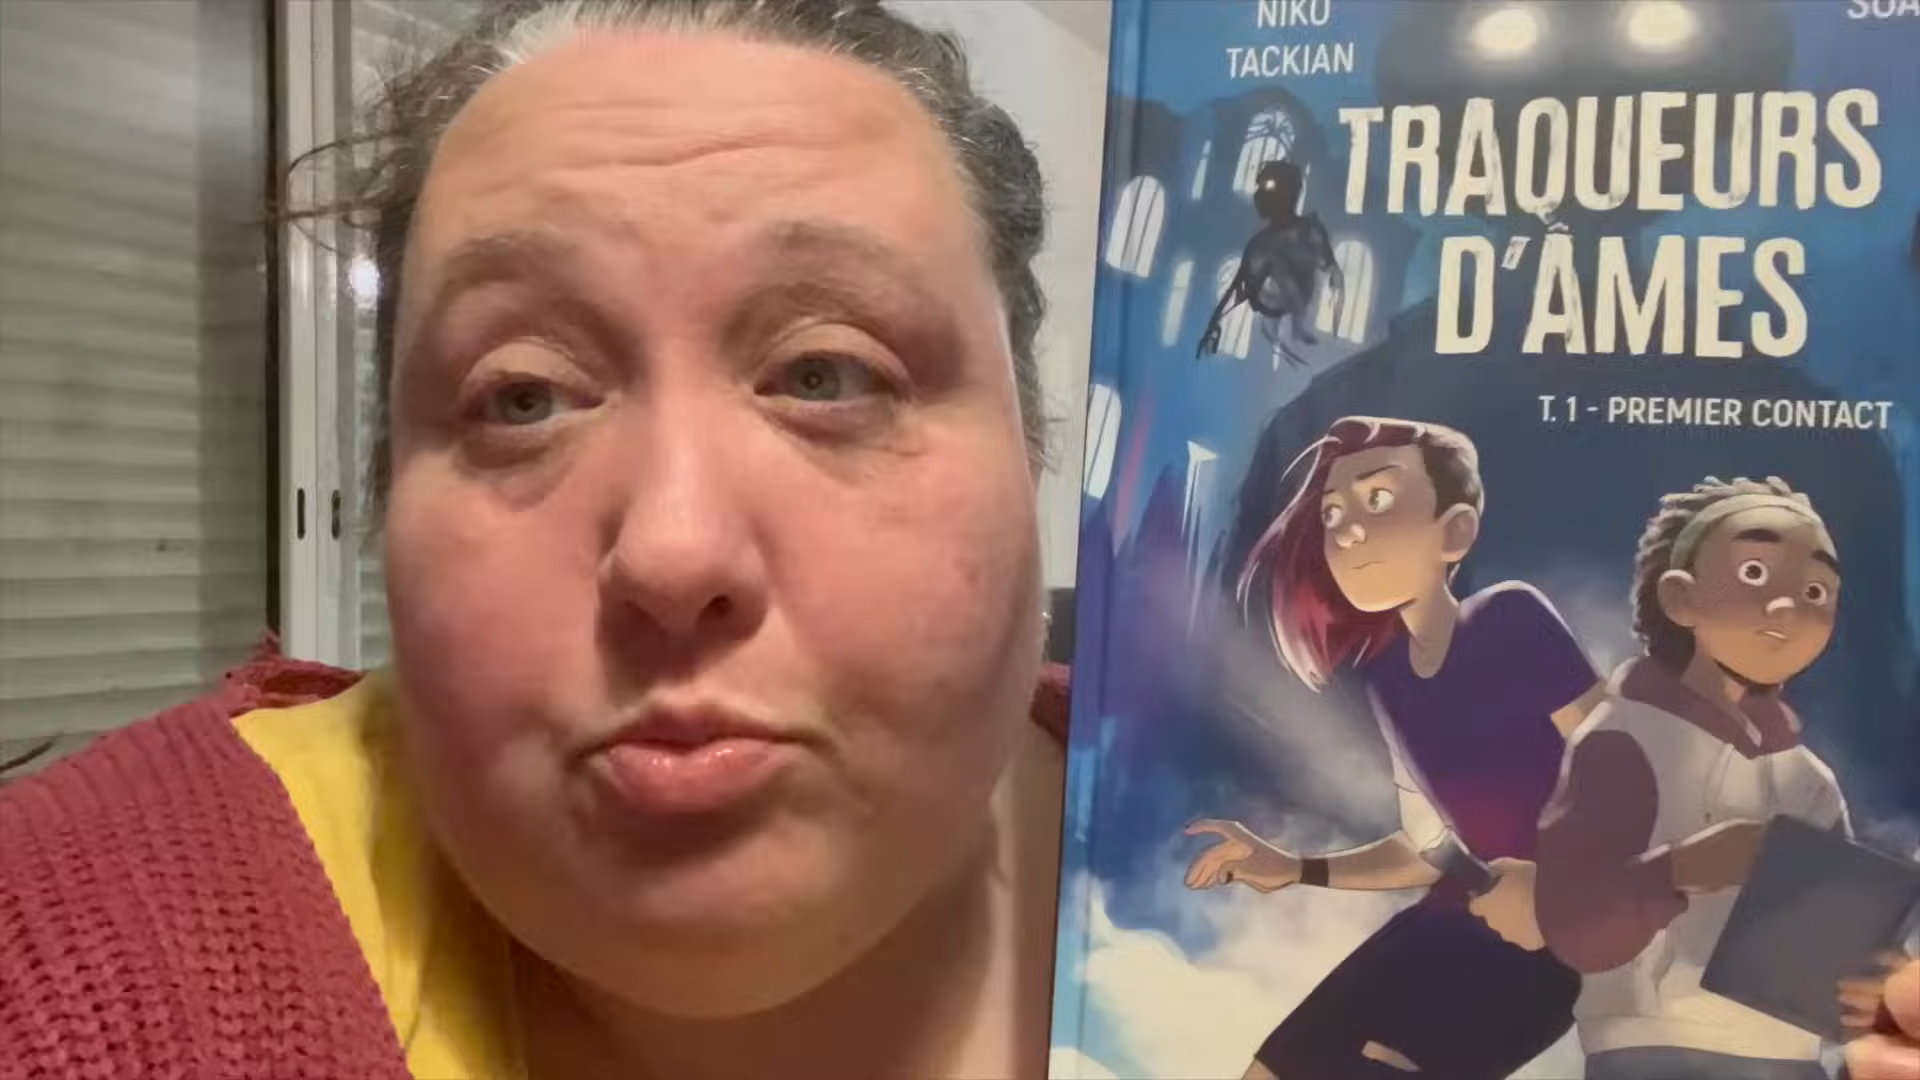 NIKO
TACKIAN
TRAQUEURS
D'ÂMES
T. 1 - PREMIER CONTACT